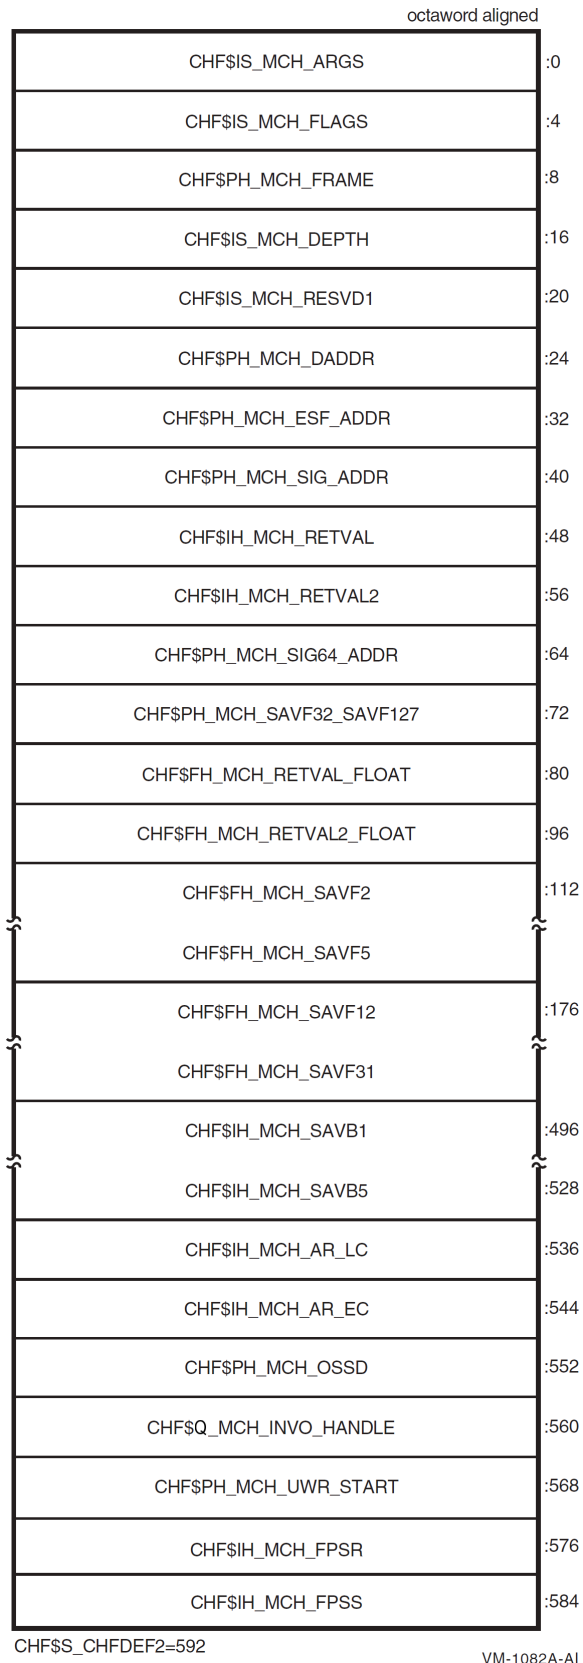 octaword aligned
CHF$IS_MCH_ARGS :0
CHF$IS_MCH_FLAGS :4
CHF$PH_MCH_FRAME :8
CHF$IS_MCH_DEPTH :16
CHF$IS_MCH_RESVD1 :20
CHF$PH_MCH_DADDR :24
CHF$PH_MCH_ESF_ADDR :32
CHF$PH_MCH_SIG_ADDR :40
CHF$IH_MCH_RETVAL :48
CHF$IH_MCH_RETVAL2 :56
CHF$PH_MCH_SIG64_ADDR :64
CHF$PH_MCH_SAVF32_SAVF127 :72
CHF$FH_MCH_RETVAL_FLOAT :80
CHF$FH_MCH_RETVAL2_FLOAT :96
CHF$FH_MCH_SAVF2 :112
CHF$FH_MCH_SAVF5
CHF$FH_MCH_SAVF12 :176
CHF$FH_MCH_SAVF31
CHF$IH_MCH_SAVB1 :496
CHF$IH_MCH_SAVB5 :528
CHF$IH_MCH_AR_LC :536
CHF$IH_MCH_AR_EC :544
CHF$PH_MCH_OSSD :552
CHF$Q_MCH_INVO_HANDLE :560
CHF$PH_MCH_UWR_START :568
CHF$IH_MCH_FPSR :576
CHF$IH_MCH_FPSS :584
CHF$S_CHFDEF2=592
VM-1082A-AI